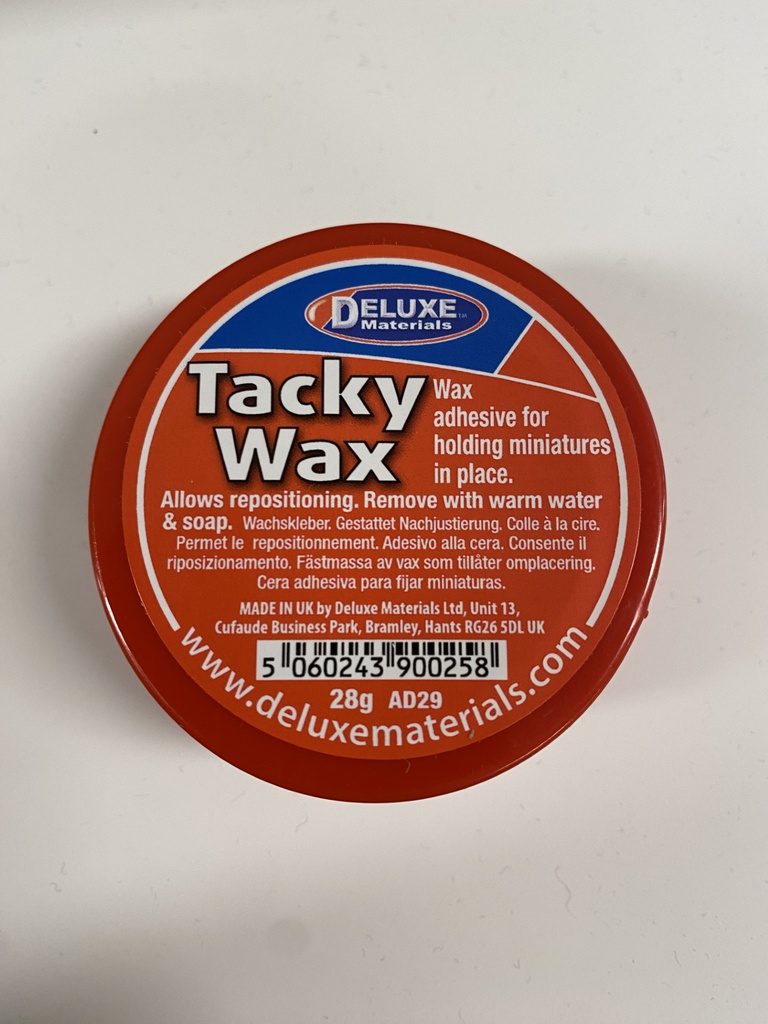 DELUXE™
Materials
Tacky
Wax
Wax
adhesive for
holding miniatures
in place.
Allows repositioning. Remove with warm water
& soap. Wachskleber. Gestattet Nachjustierung. Colle à la cire.
Permet le repositionnement. Adesivo alla cera. Consente il
riposizionamento. Fästmassa av vax som tillåter omplacering.
Cera adhesiva para fijar miniaturas.
MADE IN UK by Deluxe Materials Ltd, Unit 13,
Cufaude Business Park, Bramley, Hants RG26 5DL UK
5 060243 900258
28g AD29
www.deluxematerials.com